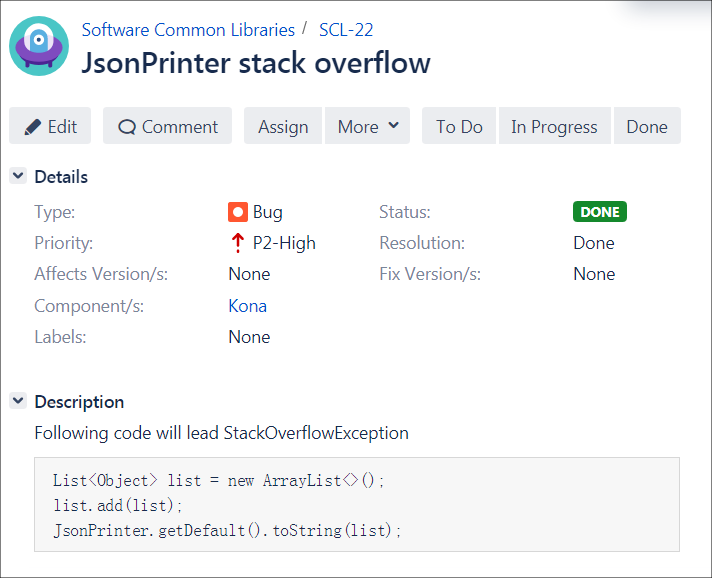 Software Common Libraries / SCL-22
JsonPrinter stack overflow
Edit Comment Assign More To Do In Progress Done
Details
Type: Bug Status: DONE
Priority: P2-High Resolution: Done
Affects Version/s: None Fix Version/s: None
Component/s: Kona
Labels: None
Description
Following code will lead StackOverflowException
List<Object> list = new ArrayList<>();
list.add(list);
JsonPrinter.getDefault().toString(list);